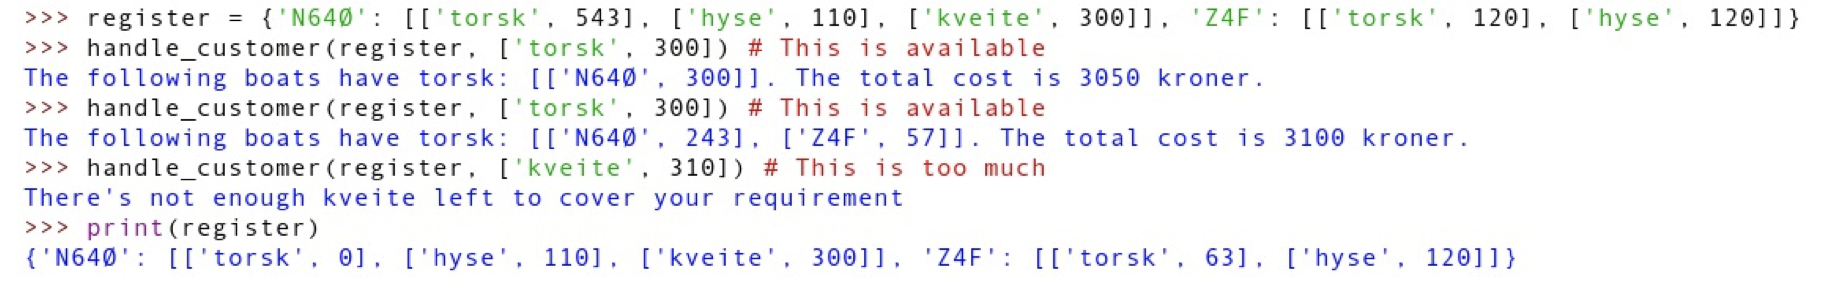 >>> register = {'N64Ø': [['torsk', 543], ['hyse', 110], ['kveite', 300]], 'Z4F': [['torsk', 120], ['hyse', 120]]}
>>> handle_customer(register, ['torsk', 300]) # This is available
The following boats have torsk: [['N64Ø', 300]]. The total cost is 3050 kroner.
>>> handle_customer(register, ['torsk', 300]) # This is available
The following boats have torsk: [['N64Ø', 243], ['Z4F', 57]]. The total cost is 3100 kroner.
>>> handle_customer(register, ['kveite', 310]) # This is too much
There's not enough kveite left to cover your requirement
>>> print(register)
{'N64Ø': [['torsk', 0], ['hyse', 110], ['kveite', 300]], 'Z4F': [['torsk', 63], ['hyse', 120]]}